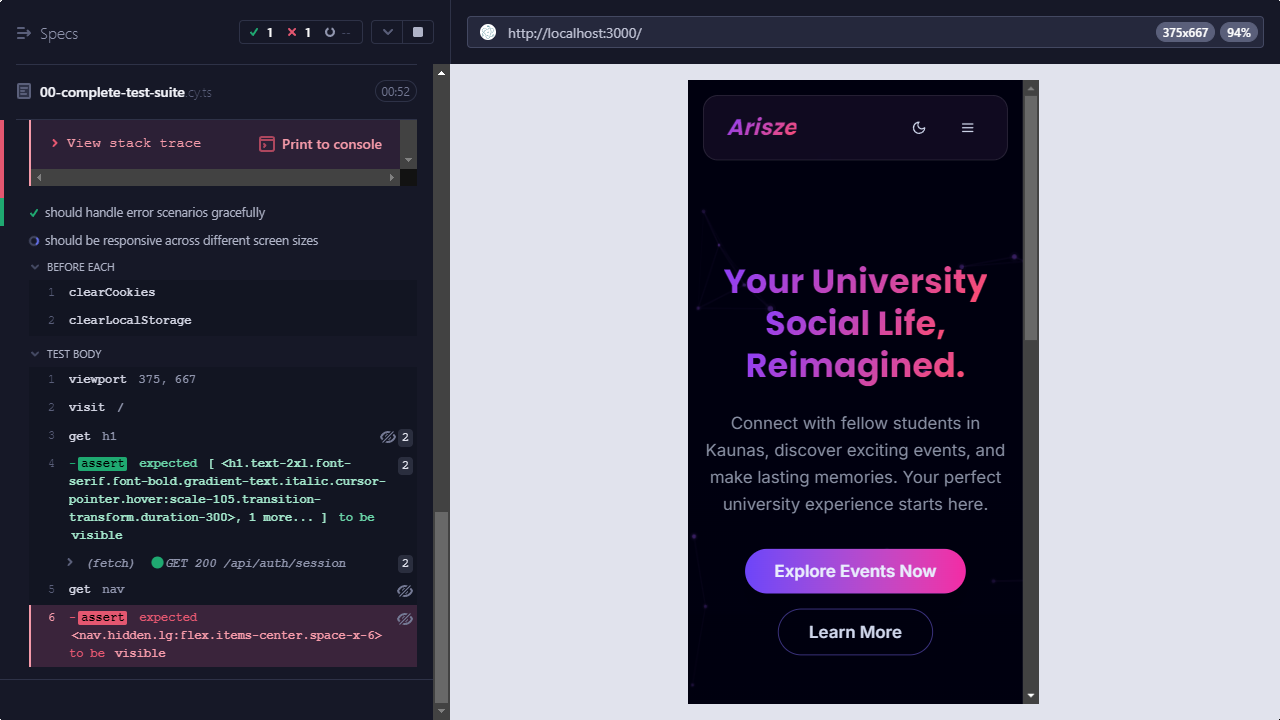 Specs
1
1
--
http://localhost:3000/
375x667
94%
00-complete-test-suite.cy.ts
00:52
View stack trace
Print to console
should handle error scenarios gracefully
should be responsive across different screen sizes
BEFORE EACH
1 clearCookies
2 clearLocalStorage
TEST BODY
1 viewport 375, 667
2 visit /
3 get h1 2
4 -assert expected [ <h1.text-2xl.font- 2
serif.font-bold.gradient-text.italic.cursor-
pointer.hover:scale-105.transition-
transform.duration-300>, 1 more... ] to be
visible
(fetch) GET 200 /api/auth/session 2
5 get nav
6 -assert expected
<nav.hidden.lg:flex.items-center.space-x-6>
to be visible
Arisze
Your University
Social Life,
Reimagined.
Connect with fellow students in
Kaunas, discover exciting events, and
make lasting memories. Your perfect
university experience starts here.
Explore Events Now
Learn More